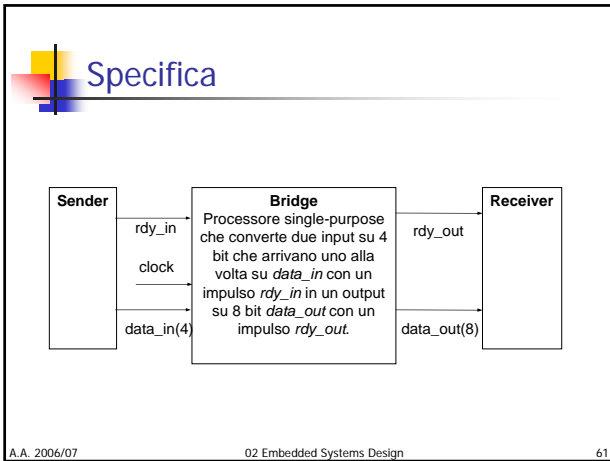 Specifica
Sender
rdy_in
clock
data_in(4)
Bridge
Processore single-purpose
che converte due input su 4
bit che arrivano uno alla
volta su data_in con un
impulso rdy_in in un output
su 8 bit data_out con un
impulso rdy_out.
rdy_out
data_out(8)
Receiver
A.A. 2006/07
02 Embedded Systems Design
61